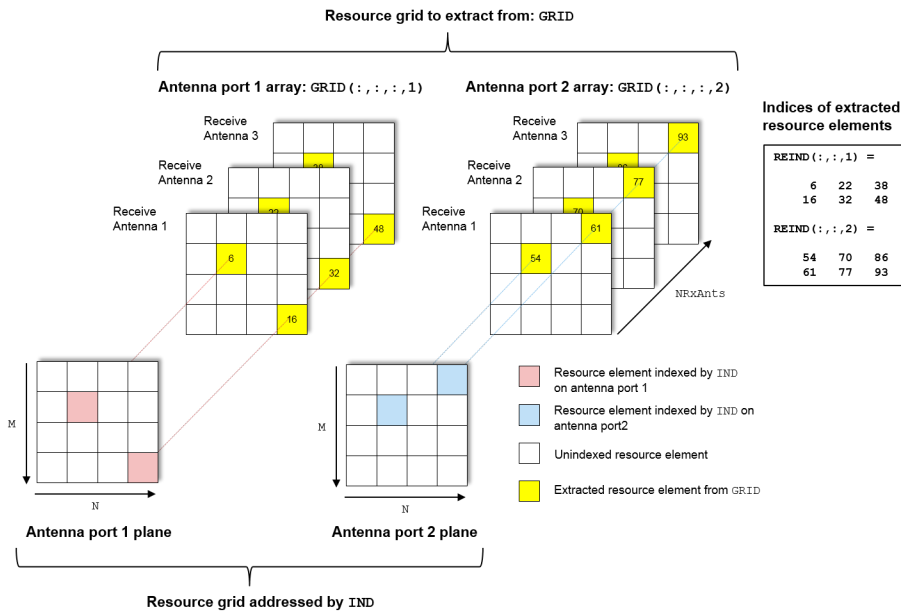 Resource grid to extract from: GRID
Antenna port 1 array: GRID(:,:,:,1)
Antenna port 2 array: GRID(:,:,:,2)
Receive
Antenna 3
Receive
Antenna 2
Receive
Antenna 1
48
32
6
16
Receive
Antenna 3
Receive
Antenna 2
Receive
Antenna 1
93
77
70
61
54
NRxAnts
Indices of extracted
resource elements
REIND(:,:,1) =
6 22 38
16 32 48
REIND(:,:,2) =
54 70 86
61 77 93
M
N
Antenna port 1 plane
M
N
Antenna port 2 plane
Resource element indexed by IND
on antenna port 1
Resource element indexed by IND on
antenna port2
Unindexed resource element
Extracted resource element from GRID
Resource grid addressed by IND